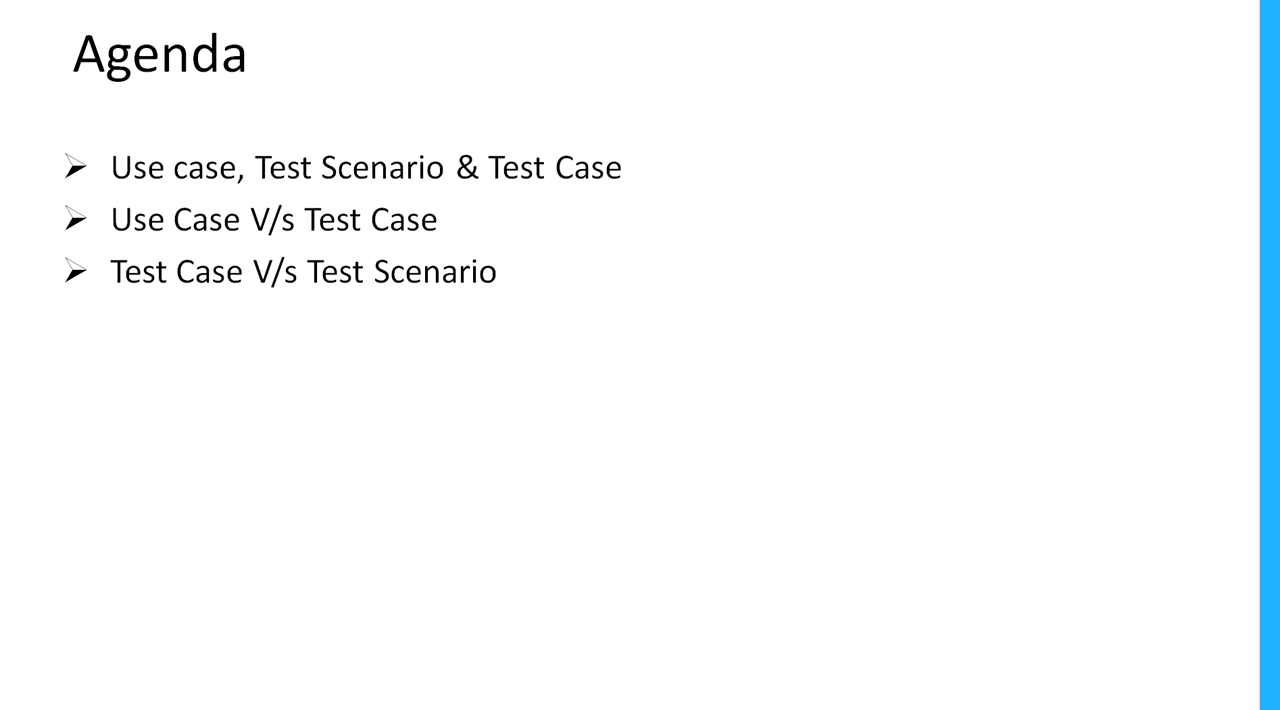 Agenda
Use case, Test Scenario & Test Case
Use Case V/s Test Case
Test Case V/s Test Scenario